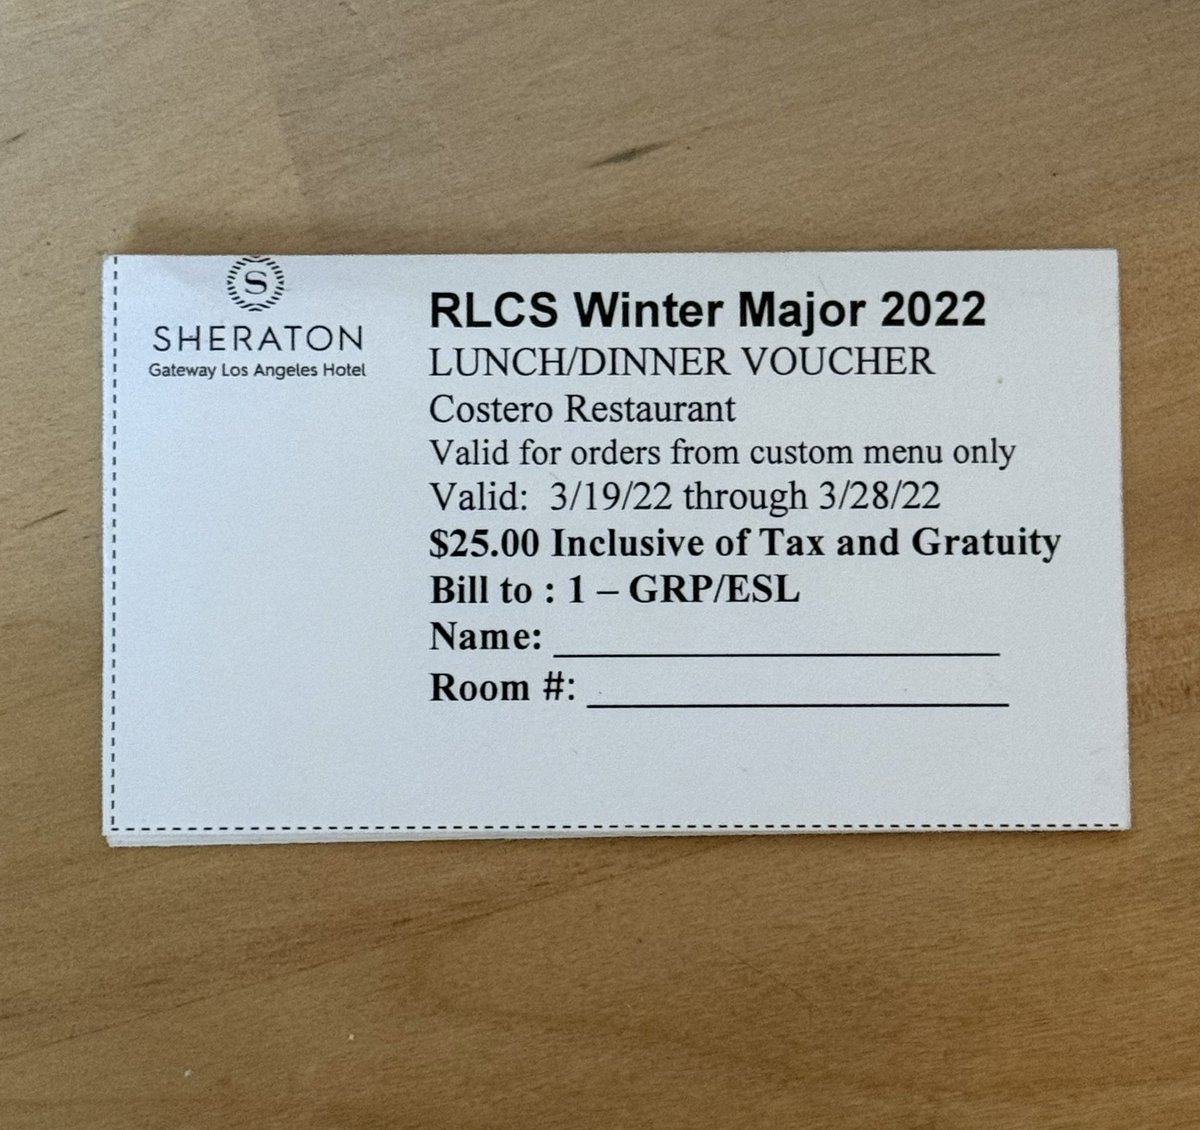 S
SHERATON
Gateway Los Angeles Hotel
RLCS Winter Major 2022
LUNCH/DINNER VOUCHER
Costero Restaurant
Valid for orders from custom menu only
Valid: 3/19/22 through 3/28/22
$25.00 Inclusive of Tax and Gratuity
Bill to : 1 – GRP/ESL
Name: ______________________
Room #: _____________________